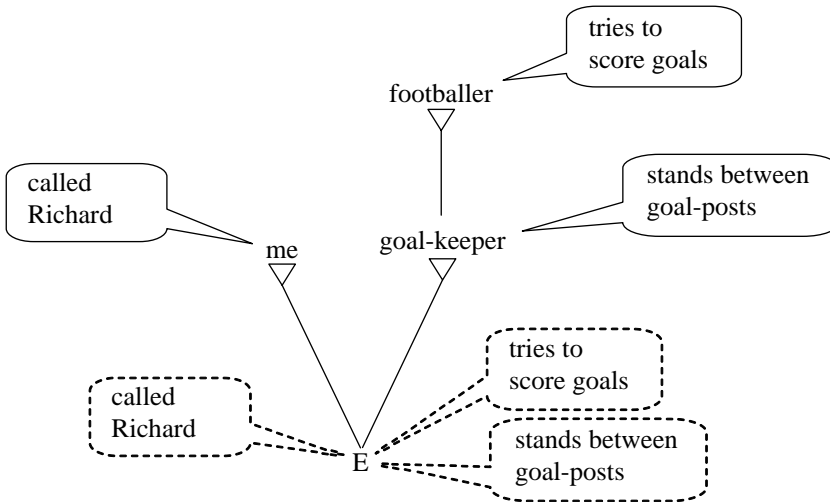 tries to
score goals
footballer
called
Richard
stands between
goal-posts
me
goal-keeper
tries to
score goals
called
Richard
stands between
goal-posts
E